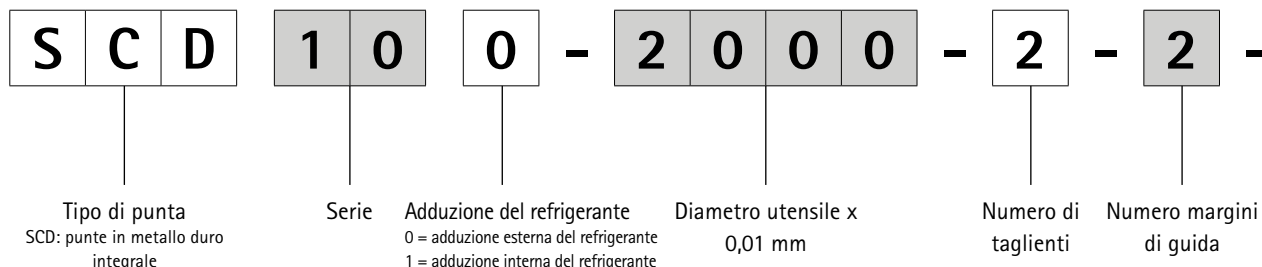 S C D 1 0 0 - 2 0 0 0 - 2 - 2 -
Tipo di punta
SCD: punte in metallo duro
integrale
Serie
Adduzione del refrigerante
0 = adduzione esterna del refrigerante
1 = adduzione interna del refrigerante
Diametro utensile x
0,01 mm
Numero di
taglienti
Numero margini
di guida